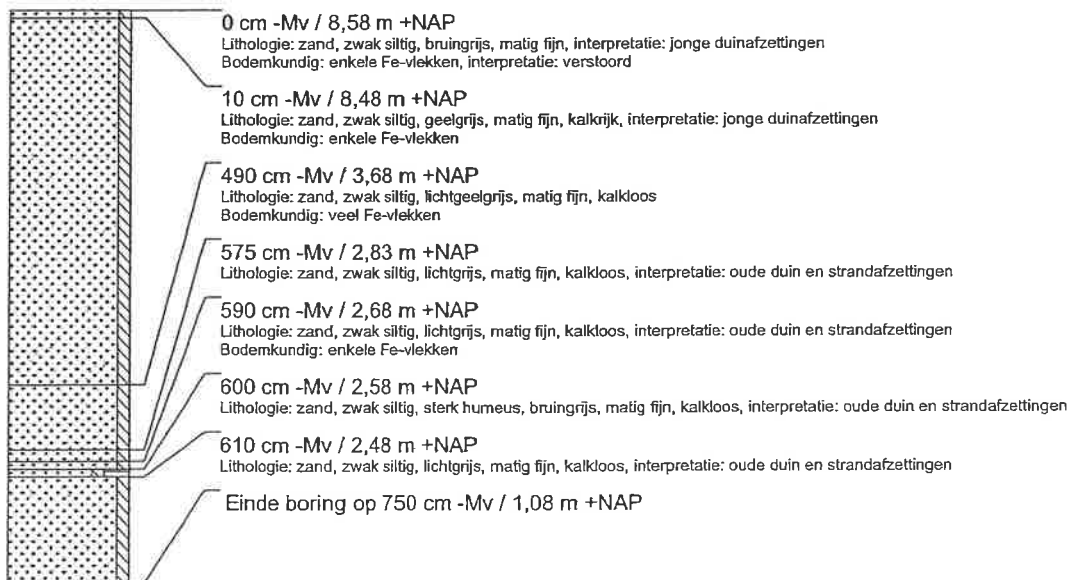 0 cm -Mv / 8,58 m +NAP
Lithologie: zand, zwak siltig, bruingrijs, matig fijn, interpretatie: jonge duinafzettingen
Bodemkundig: enkele Fe-vlekken, interpretatie: verstoord
10 cm -Mv / 8,48 m +NAP
Lithologie: zand, zwak siltig, geelgrijs, matig fijn, kalkrijk, interpretatie: jonge duinafzettingen
Bodemkundig: enkele Fe-vlekken
490 cm -Mv / 3,68 m +NAP
Lithologie: zand, zwak siltig, lichtgeelgrijs, matig fijn, kalkloos
Bodemkundig: veel Fe-vlekken
575 cm -Mv / 2,83 m +NAP
Lithologie: zand, zwak siltig, lichtgrijs, matig fijn, kalkloos, interpretatie: oude duin en strandafzettingen
590 cm -Mv / 2,68 m +NAP
Lithologie: zand, zwak siltig, lichtgrijs, matig fijn, kalkloos, interpretatie: oude duin en strandafzettingen
Bodemkundig: enkele Fe-vlekken
600 cm -Mv / 2,58 m +NAP
Lithologie: zand, zwak siltig, sterk humeus, bruingrijs, matig fijn, kalkloos, interpretatie: oude duin en strandafzettingen
610 cm -Mv / 2,48 m +NAP
Lithologie: zand, zwak siltig, lichtgrijs, matig fijn, kalkloos, interpretatie: oude duin en strandafzettingen
Einde boring op 750 cm -Mv / 1,08 m +NAP